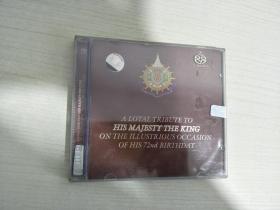 A LOYAL TRIBUTE TO
HIS MAJESTY THE KING
ON THE ILLUSTRIOUS OCCASION
OF HIS 72nd BIRTHDAY